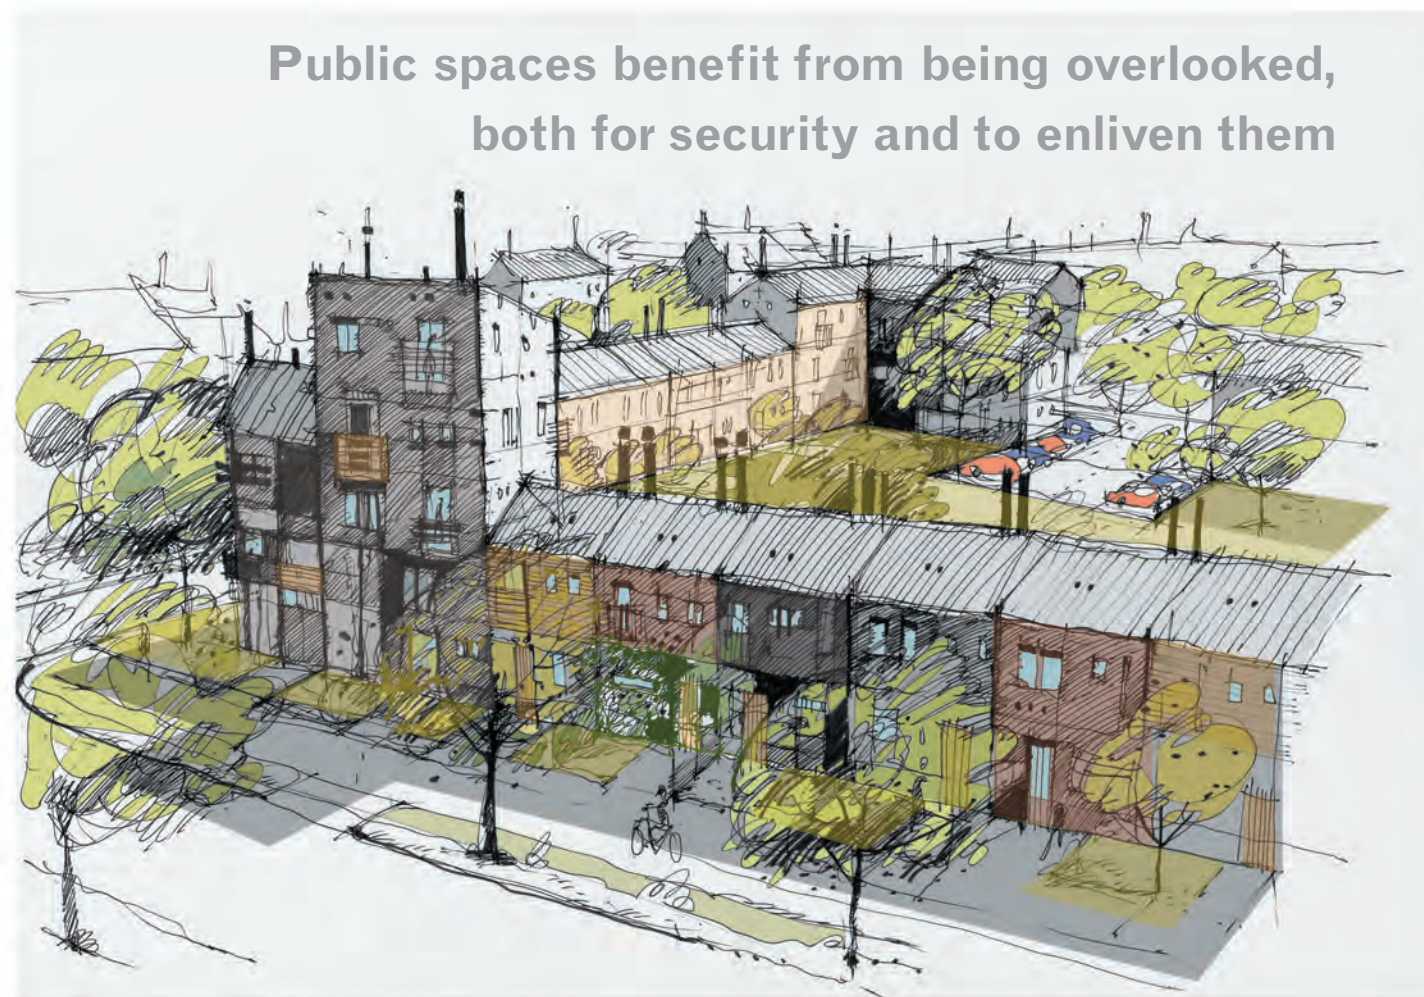 Public spaces benefit from being overlooked,
both for security and to enliven them